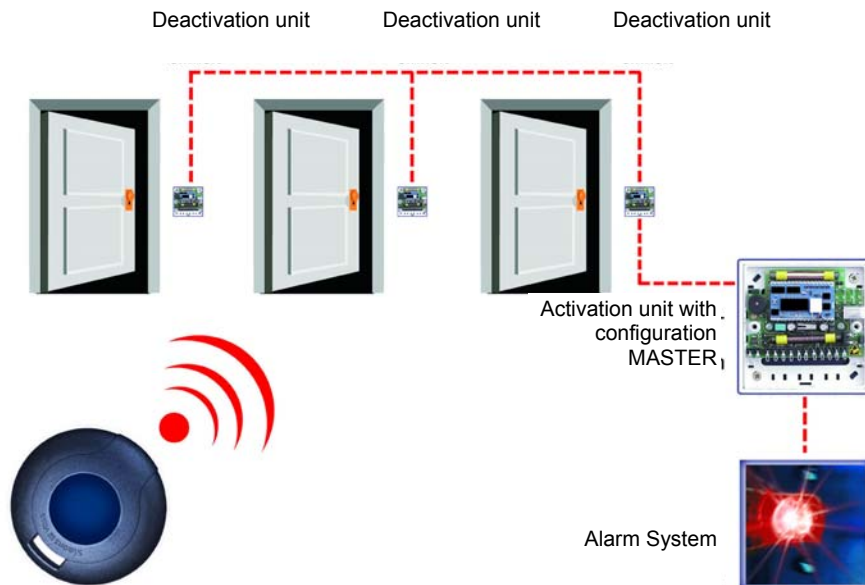 Deactivation unit Deactivation unit Deactivation unit
Activation unit with
configuration
MASTER
Alarm System